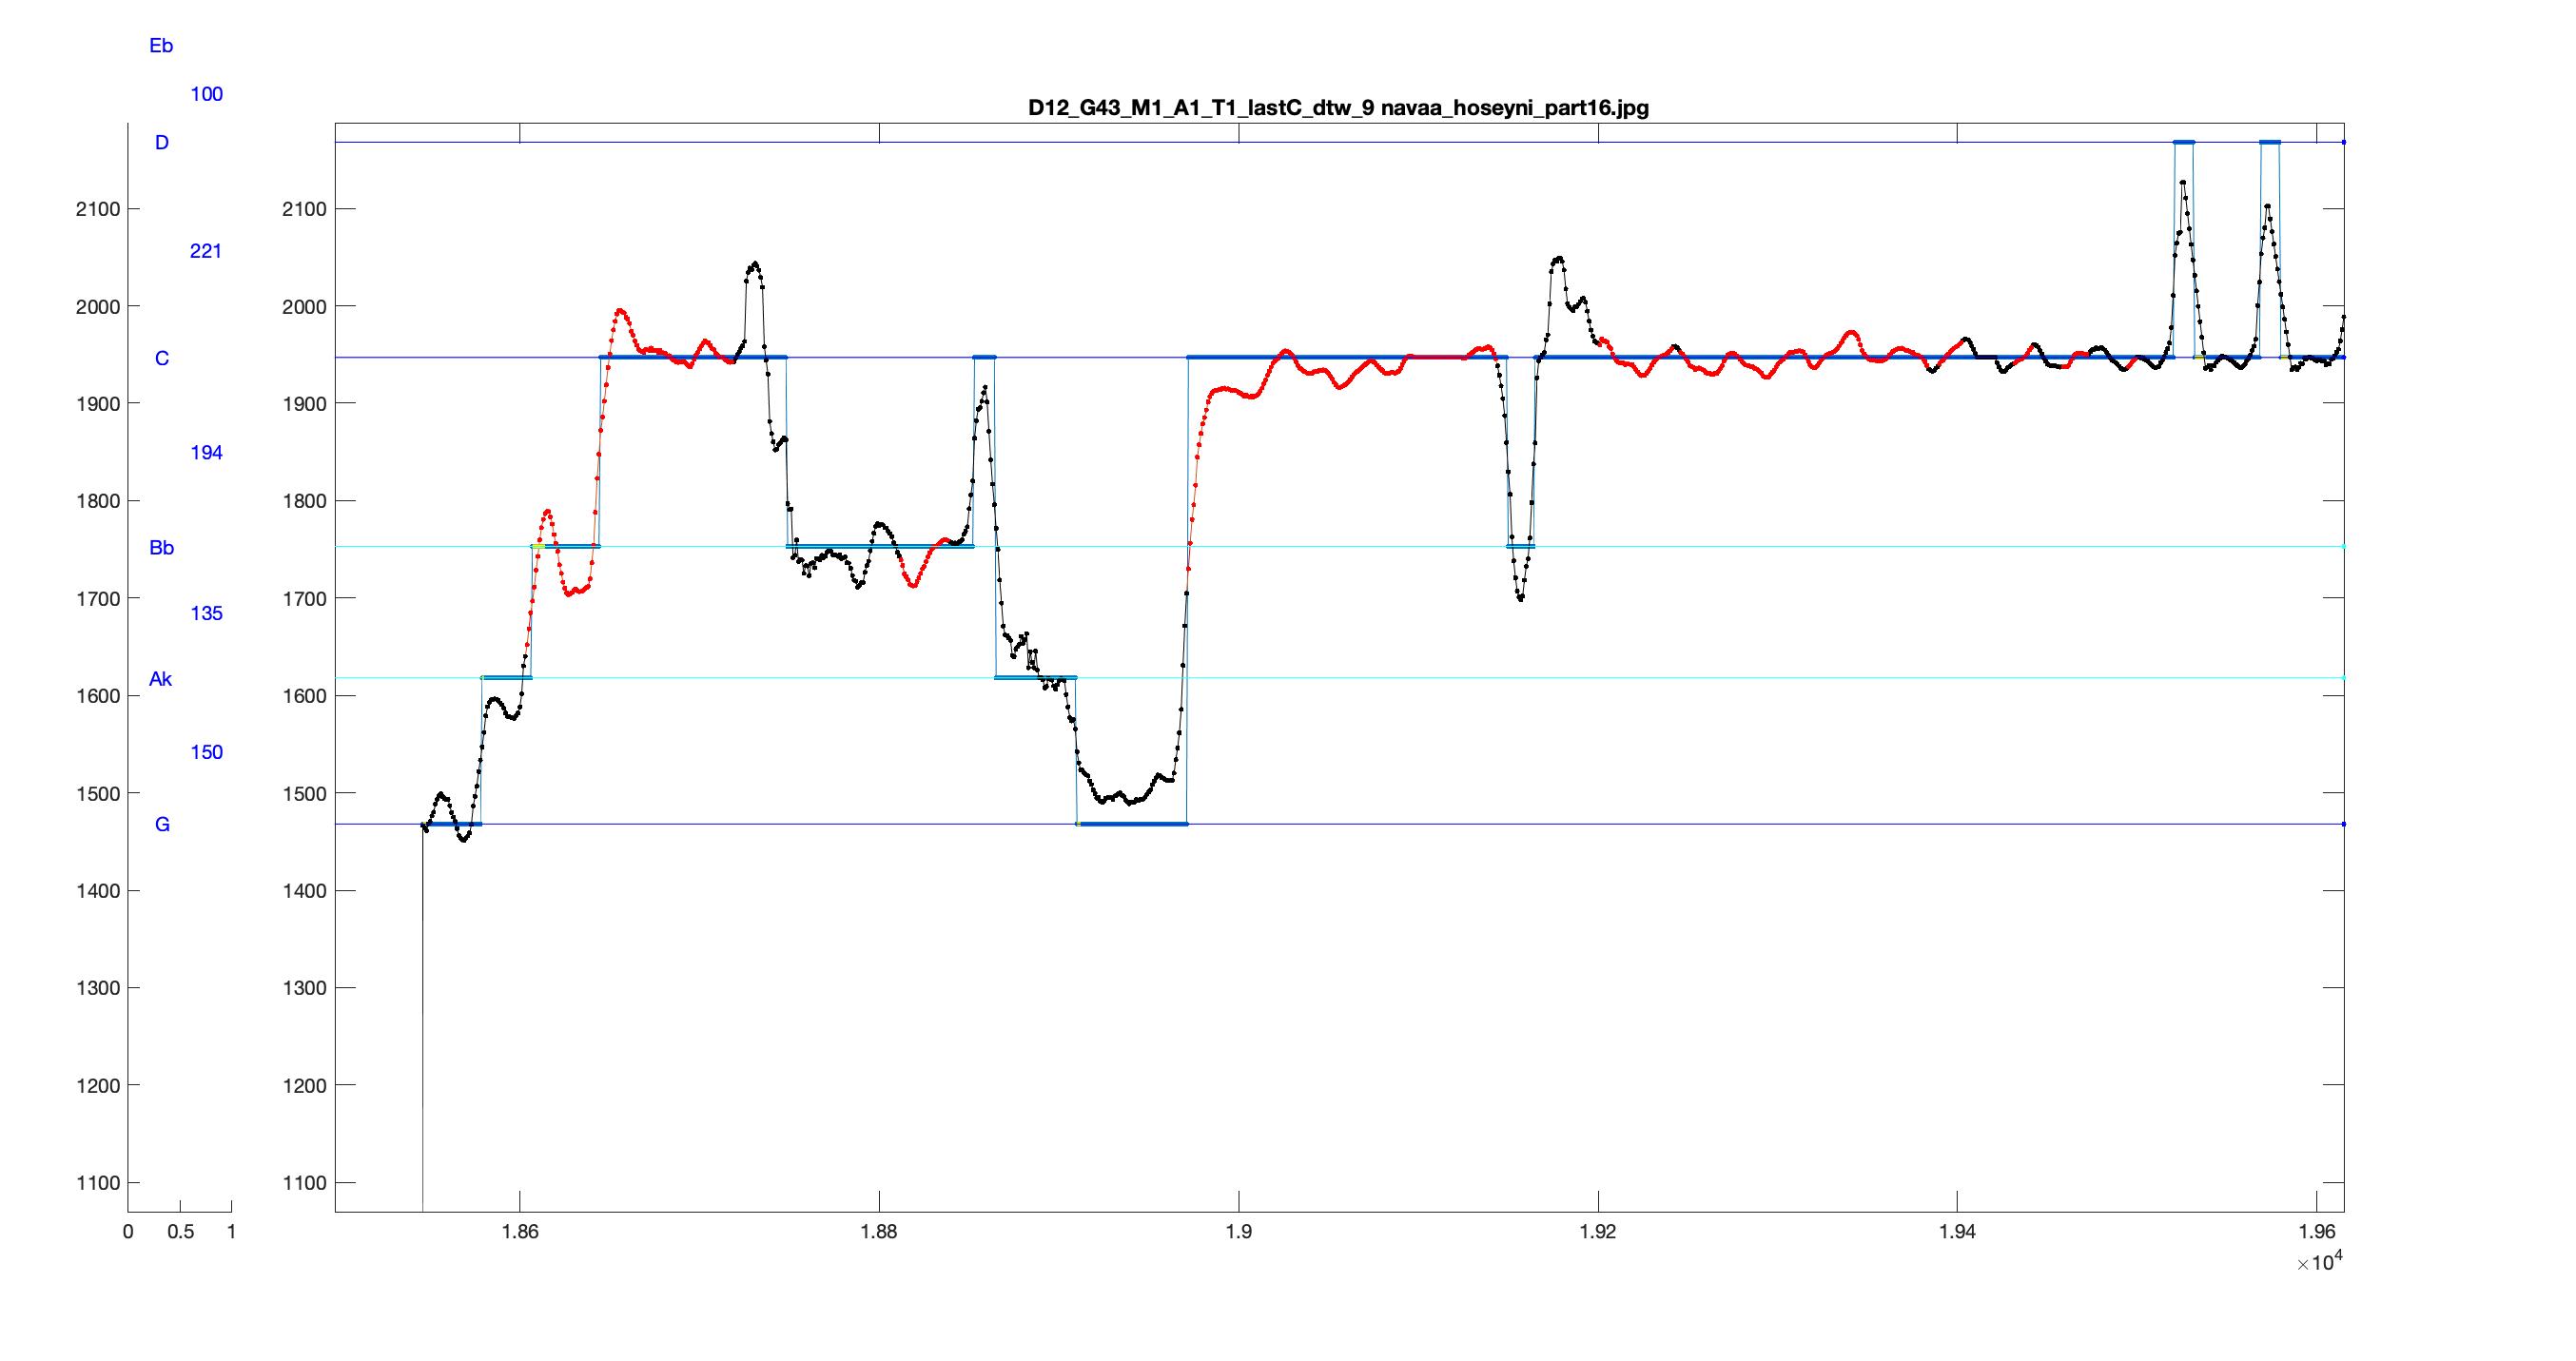 Eb
100
D12_G43_M1_A1_T1_lastC_dtw_9 navaa_hoseyni_part16.jpg
D
2100 2100
221
2000 2000
C
1900 1900
194
1800 1800
Bb
1700 1700
135
Ak
1600 1600
150
1500 1500
G
1400 1400
1300 1300
1200 1200
1100 1100
0 0.5 1 1.86 1.88 1.9 1.92 1.94 1.96
×10⁴